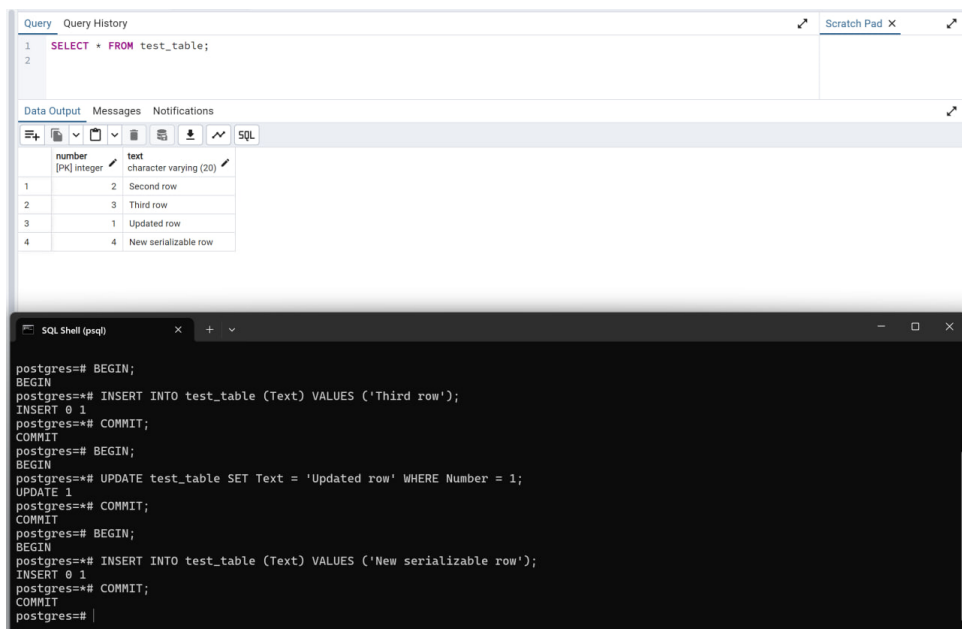 Query Query History
Scratch Pad
1 SELECT * FROM test_table;
2
Data Output Messages Notifications
SQL
number text
[PK] integer character varying (20)
1 2 Second row
2 3 Third row
3 1 Updated row
4 4 New serializable row
SQL Shell (psql)
postgres=# BEGIN;
BEGIN
postgres=*# INSERT INTO test_table (Text) VALUES ('Third row');
INSERT 0 1
postgres=*# COMMIT;
COMMIT
postgres=# BEGIN;
BEGIN
postgres=*# UPDATE test_table SET Text = 'Updated row' WHERE Number = 1;
UPDATE 1
postgres=*# COMMIT;
COMMIT
postgres=# BEGIN;
BEGIN
postgres=*# INSERT INTO test_table (Text) VALUES ('New serializable row');
INSERT 0 1
postgres=*# COMMIT;
COMMIT
postgres=#